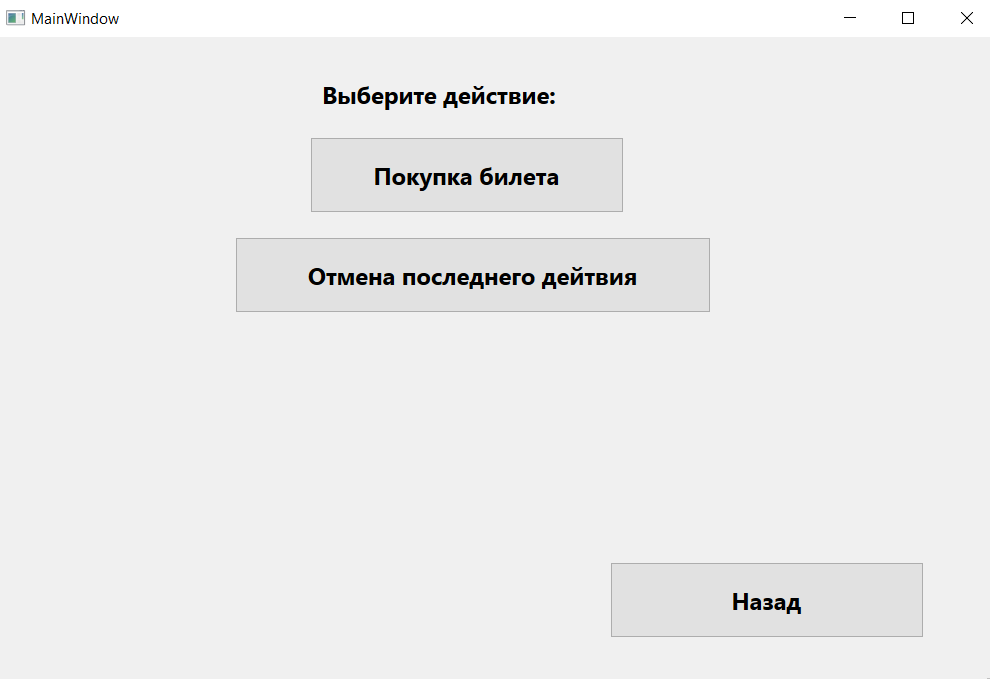 MainWindow
Выберите действие:
Покупка билета
Отмена последнего дейтвия
Назад